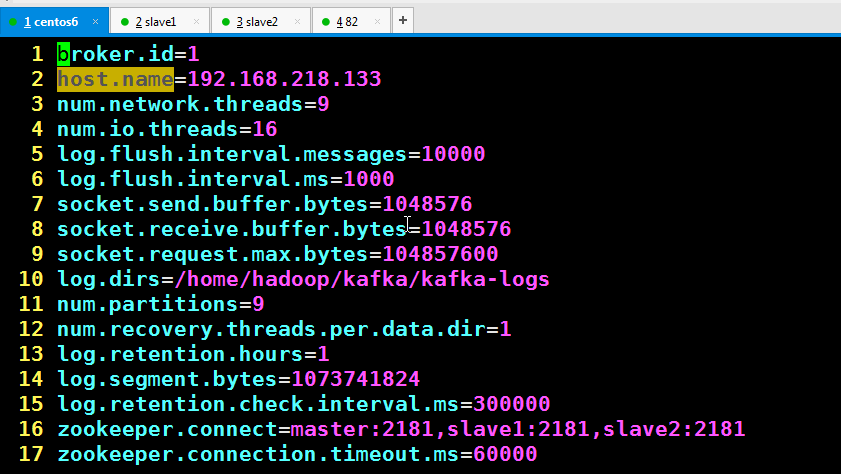 1 centos6 × 2 slave1 × 3 slave2 × 4 82 × +
1 broker.id=1
2 host.name=192.168.218.133
3 num.network.threads=9
4 num.io.threads=16
5 log.flush.interval.messages=10000
6 log.flush.interval.ms=1000
7 socket.send.buffer.bytes=1048576
8 socket.receive.buffer.bytes=1048576
9 socket.request.max.bytes=104857600
10 log.dirs=/home/hadoop/kafka/kafka-logs
11 num.partitions=9
12 num.recovery.threads.per.data.dir=1
13 log.retention.hours=1
14 log.segment.bytes=1073741824
15 log.retention.check.interval.ms=300000
16 zookeeper.connect=master:2181,slave1:2181,slave2:2181
17 zookeeper.connection.timeout.ms=60000